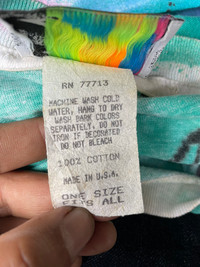 RN 77713
MACHINE WASH COLD
WATER, HANG TO DRY
WASH DARK COLORS
SEPARATELY. DO NOT
IRON IF DECORATED
DO NOT BLEACH
100% COTTON
MADE IN U.S.A.
ONE SIZE
FITS ALL